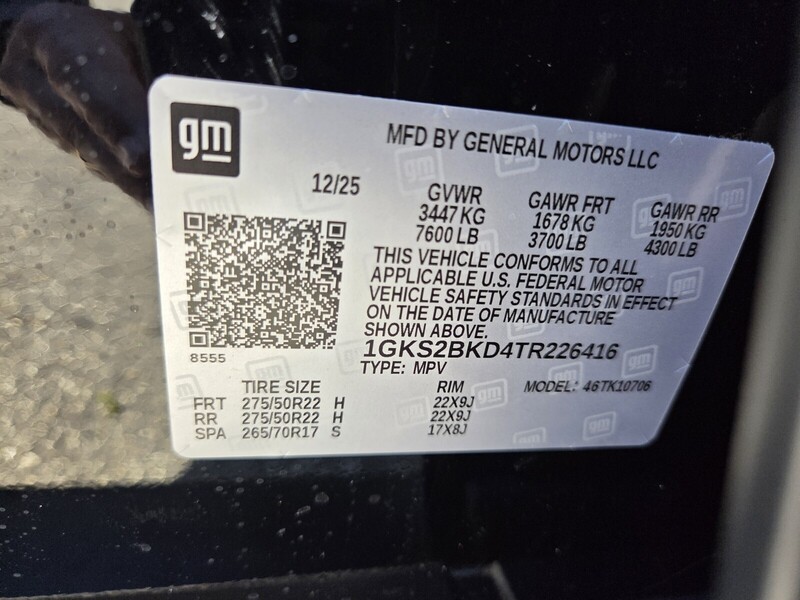 gm
MFD BY GENERAL MOTORS LLC
12/25
GVWR GAWR FRT GAWR RR
3447 KG 1678 KG 1950 KG
7600 LB 3700 LB 4300 LB
THIS VEHICLE CONFORMS TO ALL
APPLICABLE U.S. FEDERAL MOTOR
VEHICLE SAFETY STANDARDS IN EFFECT
ON THE DATE OF MANUFACTURE
SHOWN ABOVE.
8555
1GKS2BKD4TR226416
TYPE: MPV
TIRE SIZE RIM MODEL: 46TK10706
FRT 275/50R22 H 22X9J
RR 275/50R22 H 22X9J
SPA 265/70R17 S 17X8J